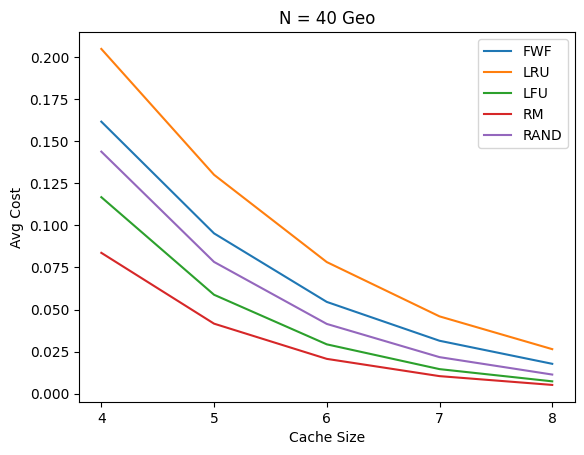 N = 40 Geo
FWF
LRU
LFU
RM
RAND
Avg Cost
0.200
0.175
0.150
0.125
0.100
0.075
0.050
0.025
0.000
4 5 6 7 8
Cache Size